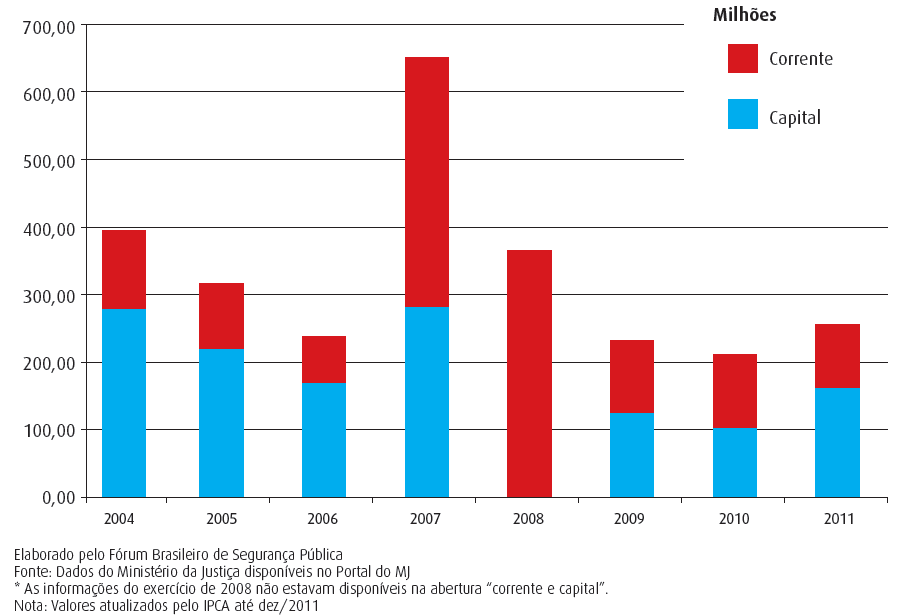 Milhões
Corrente
Capital
700,00
600,00
500,00
400,00
300,00
200,00
100,00
0,00
2004 2005 2006 2007 2008 2009 2010 2011
Elaborado pelo Fórum Brasileiro de Segurança Pública
Fonte: Dados do Ministério da Justiça disponíveis no Portal do MJ
* As informações do exercício de 2008 não estavam disponíveis na abertura “corrente e capital”.
Nota: Valores atualizados pelo IPCA até dez/2011